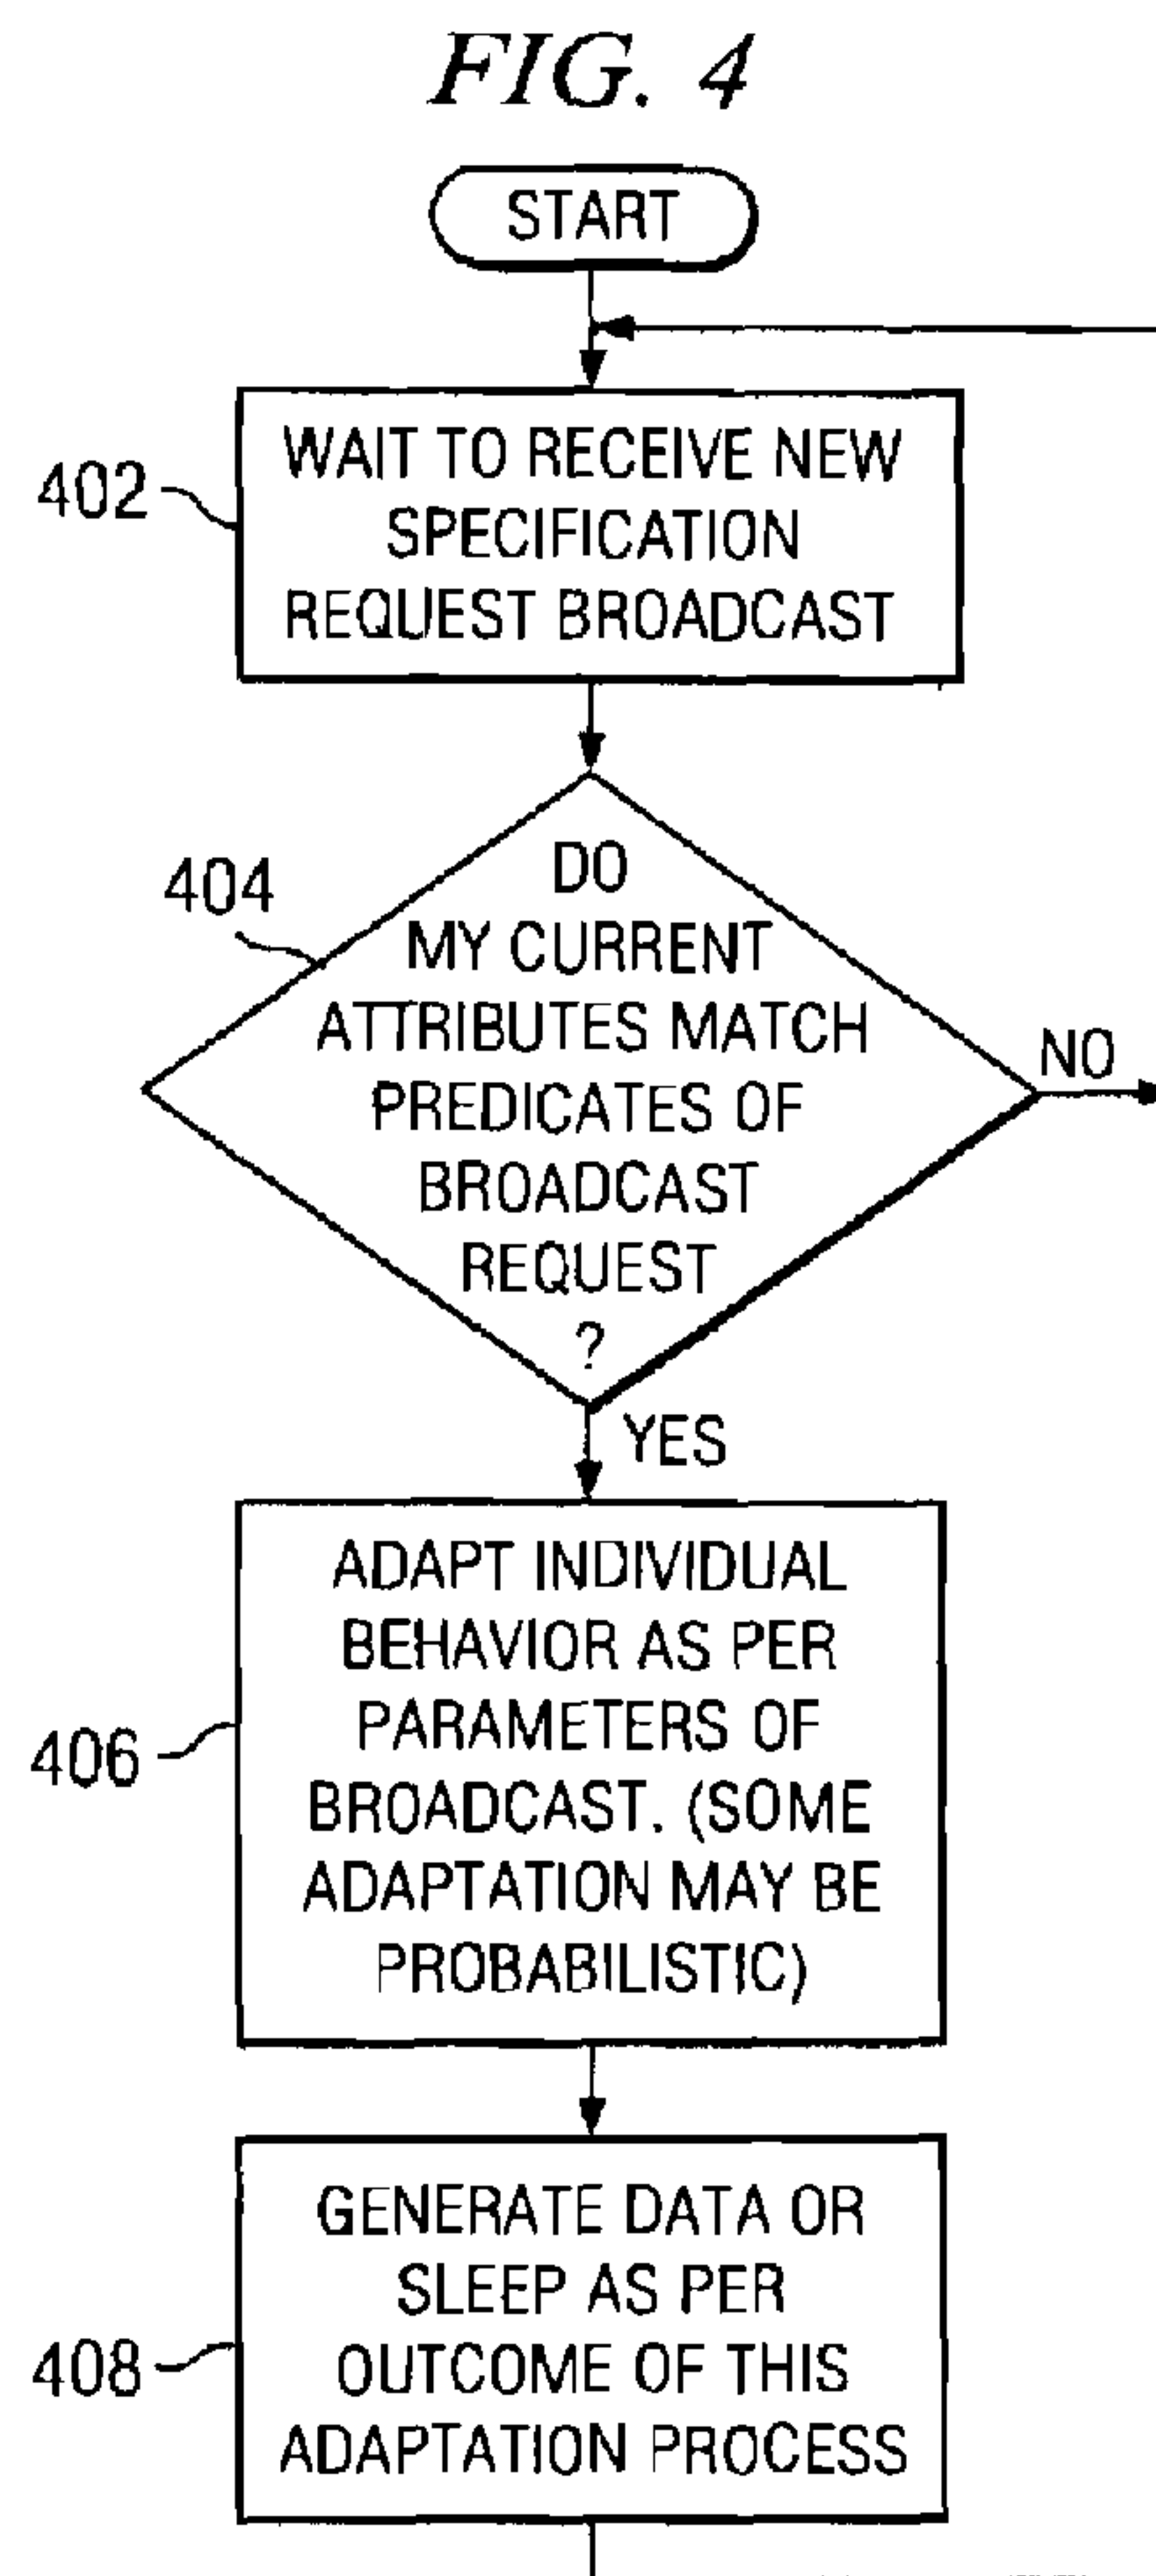 FIG. 4
START
402
WAIT TO RECEIVE NEW
SPECIFICATION
REQUEST BROADCAST
404
DO
MY CURRENT
ATTRIBUTES MATCH
PREDICATES OF
BROADCAST
REQUEST
?
NO
YES
406
ADAPT INDIVIDUAL
BEHAVIOR AS PER
PARAMETERS OF
BROADCAST. (SOME
ADAPTATION MAY BE
PROBABILISTIC)
408
GENERATE DATA OR
SLEEP AS PER
OUTCOME OF THIS
ADAPTATION PROCESS